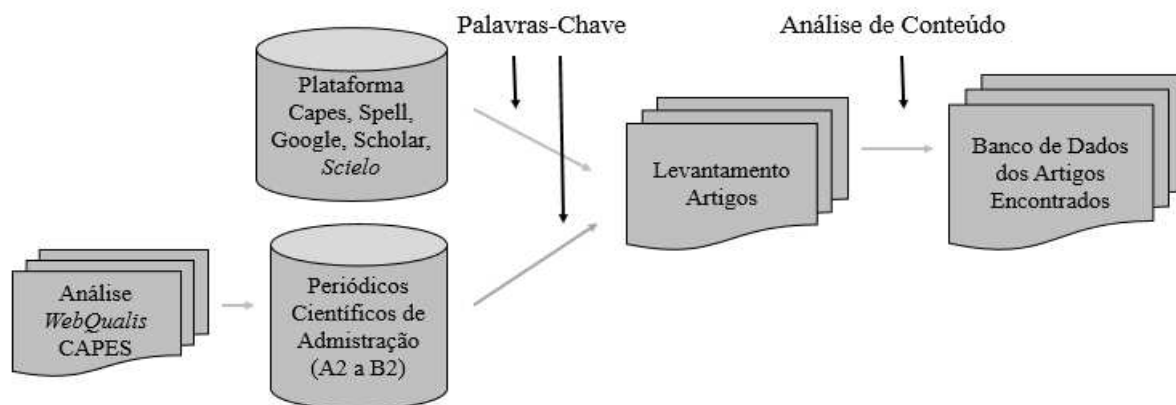 Palavras-Chave
Análise de Conteúdo
Plataforma
Capes, Spell,
Google, Scholar,
Scielo
Levantamento
Artigos
Banco de Dados
dos Artigos
Encontrados
Análise
WebQualis
CAPES
Periódicos
Científicos de
Admistração
(A2 a B2)